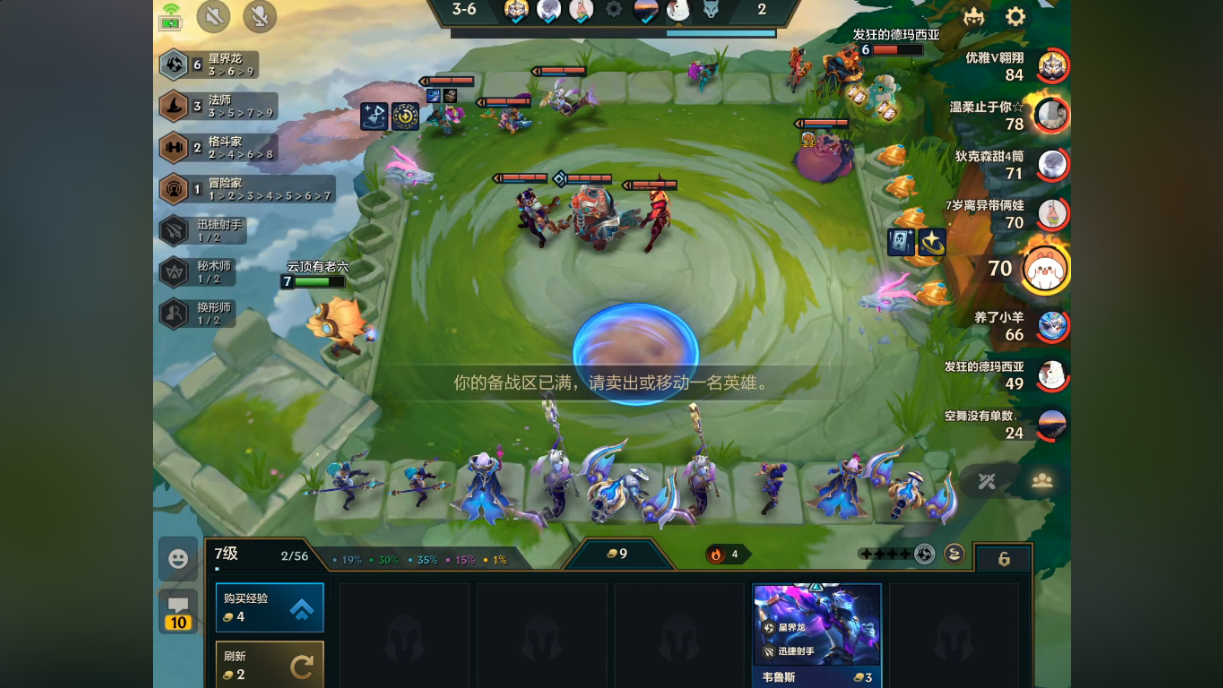 3-6
2
发狂的德玛西亚
6
6 星界龙
3 > 6 > 9
3 法师
3 > 5 > 7 > 9
2 格斗家
2 > 4 > 6 > 8
1 冒险家
1 > 2 > 3 > 4 > 5 > 6 > 7
迅捷射手
1 / 2
秘术师
1 / 2
换形师
1 / 2
云顶有老六
7
优雅V翱翔
84
温柔止于你☆
78
狄克森甜4筒
71
7岁离异带俩娃
70
70
养了小羊
66
发狂的德玛西亚
49
空舞没有单数.
24
-23
你的备战区已满，请卖出或移动一名英雄。
7级
2/56
19% 30% 35% 15% 1%
9
4
购买经验
4
刷新
2
10
星界龙
迅捷射手
韦鲁斯
3